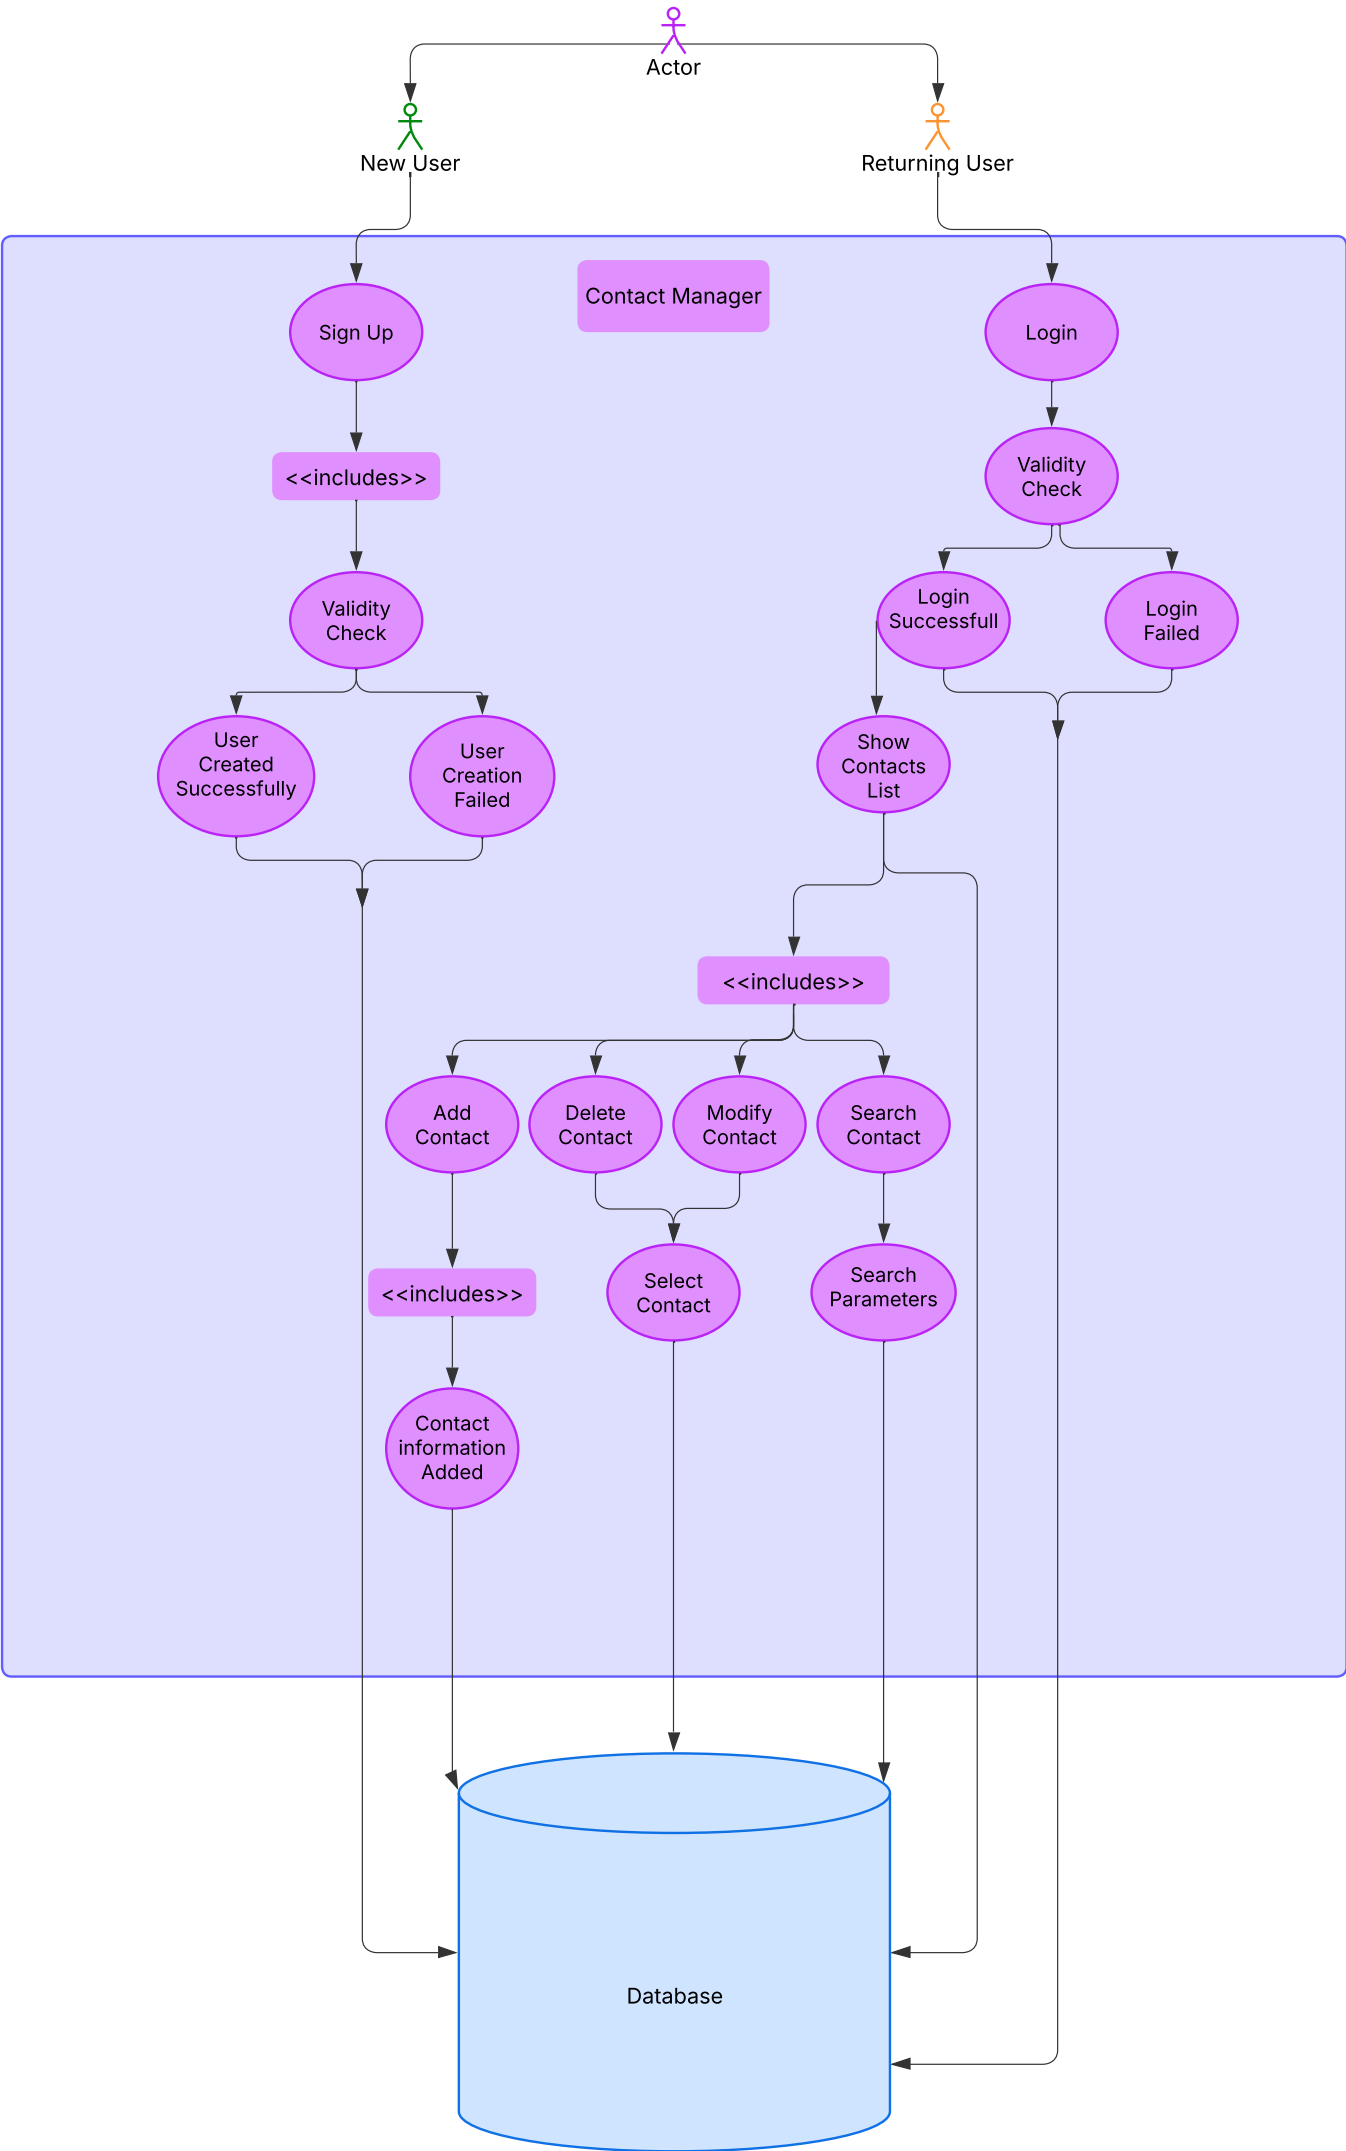 Actor
New User
Returning User
Contact Manager
Sign Up
Login
<<includes>>
Validity
Check
Validity
Check
Login
Successfull
Login
Failed
User
Created
Successfully
User
Creation
Failed
Show
Contacts
List
<<includes>>
Add
Contact
Delete
Contact
Modify
Contact
Search
Contact
<<includes>>
Select
Contact
Search
Parameters
Contact
information
Added
Database